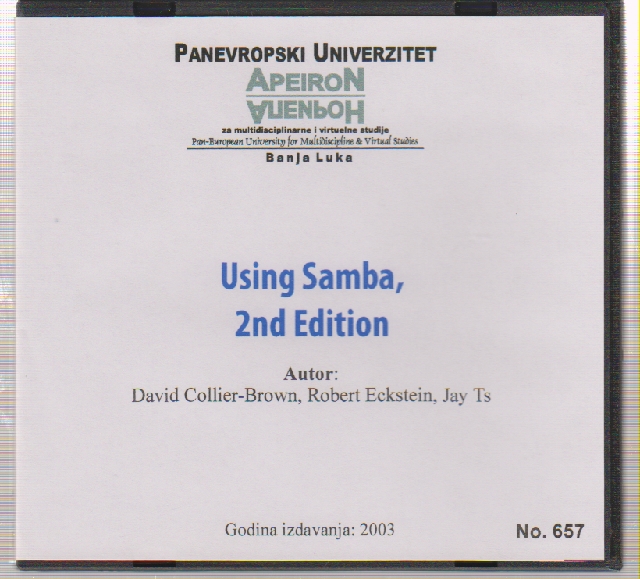 PANEVROPSKI UNIVERZITET
APEIRON
АПЕИРОН
za multidisciplinarne i virtuelne studije
Pan-European University for MultiDiscipline & Virtual Studies
Banja Luka
Using Samba,
2nd Edition
Autor:
David Collier-Brown, Robert Eckstein, Jay Ts
Godina izdavanja: 2003
No. 657